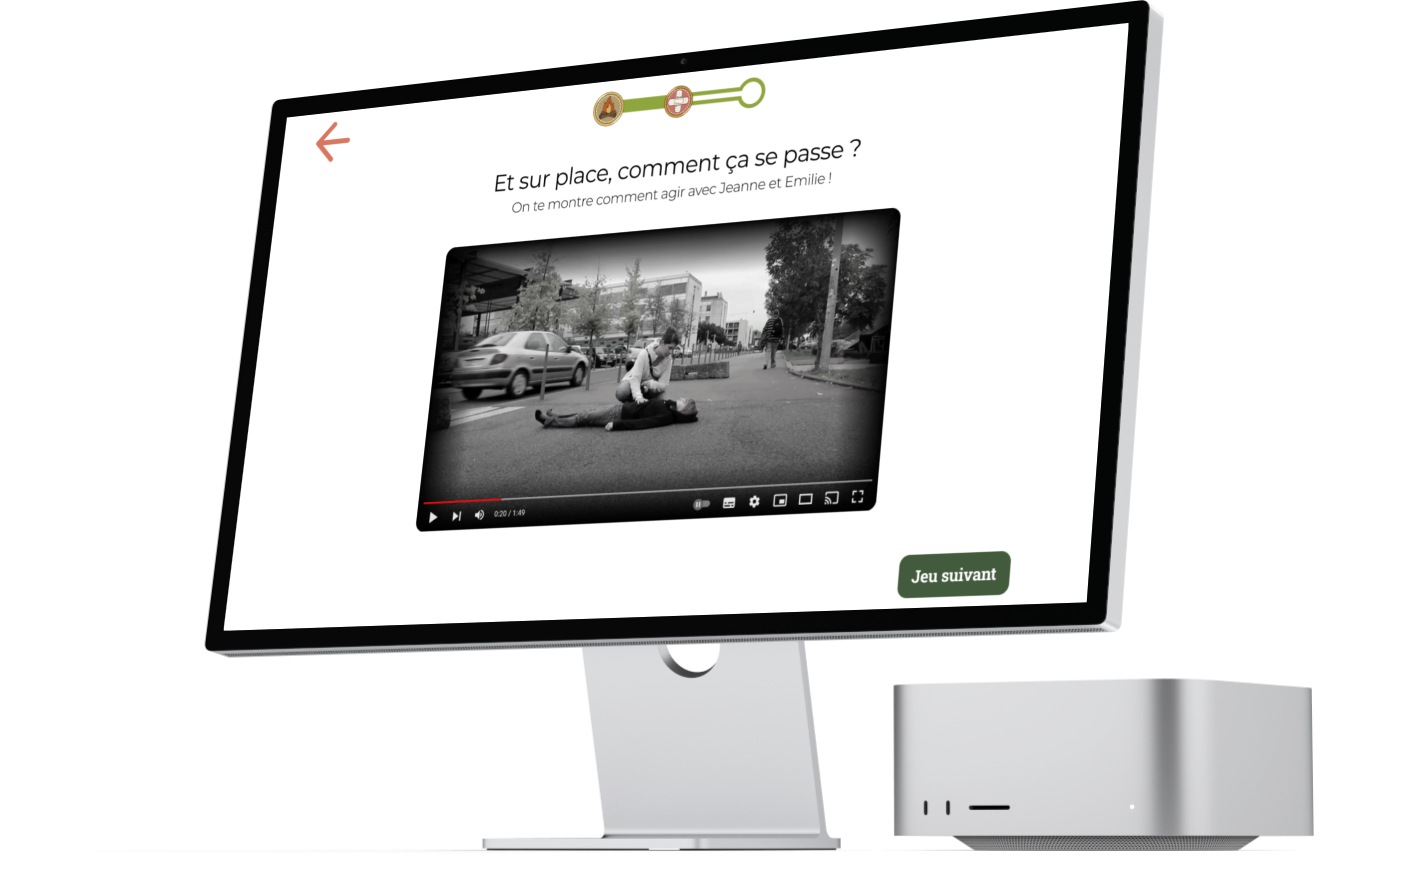 Et sur place, comment ça se passe ?
On te montre comment agir avec Jeanne et Emilie !
0:20 / 1:49
Jeu suivant